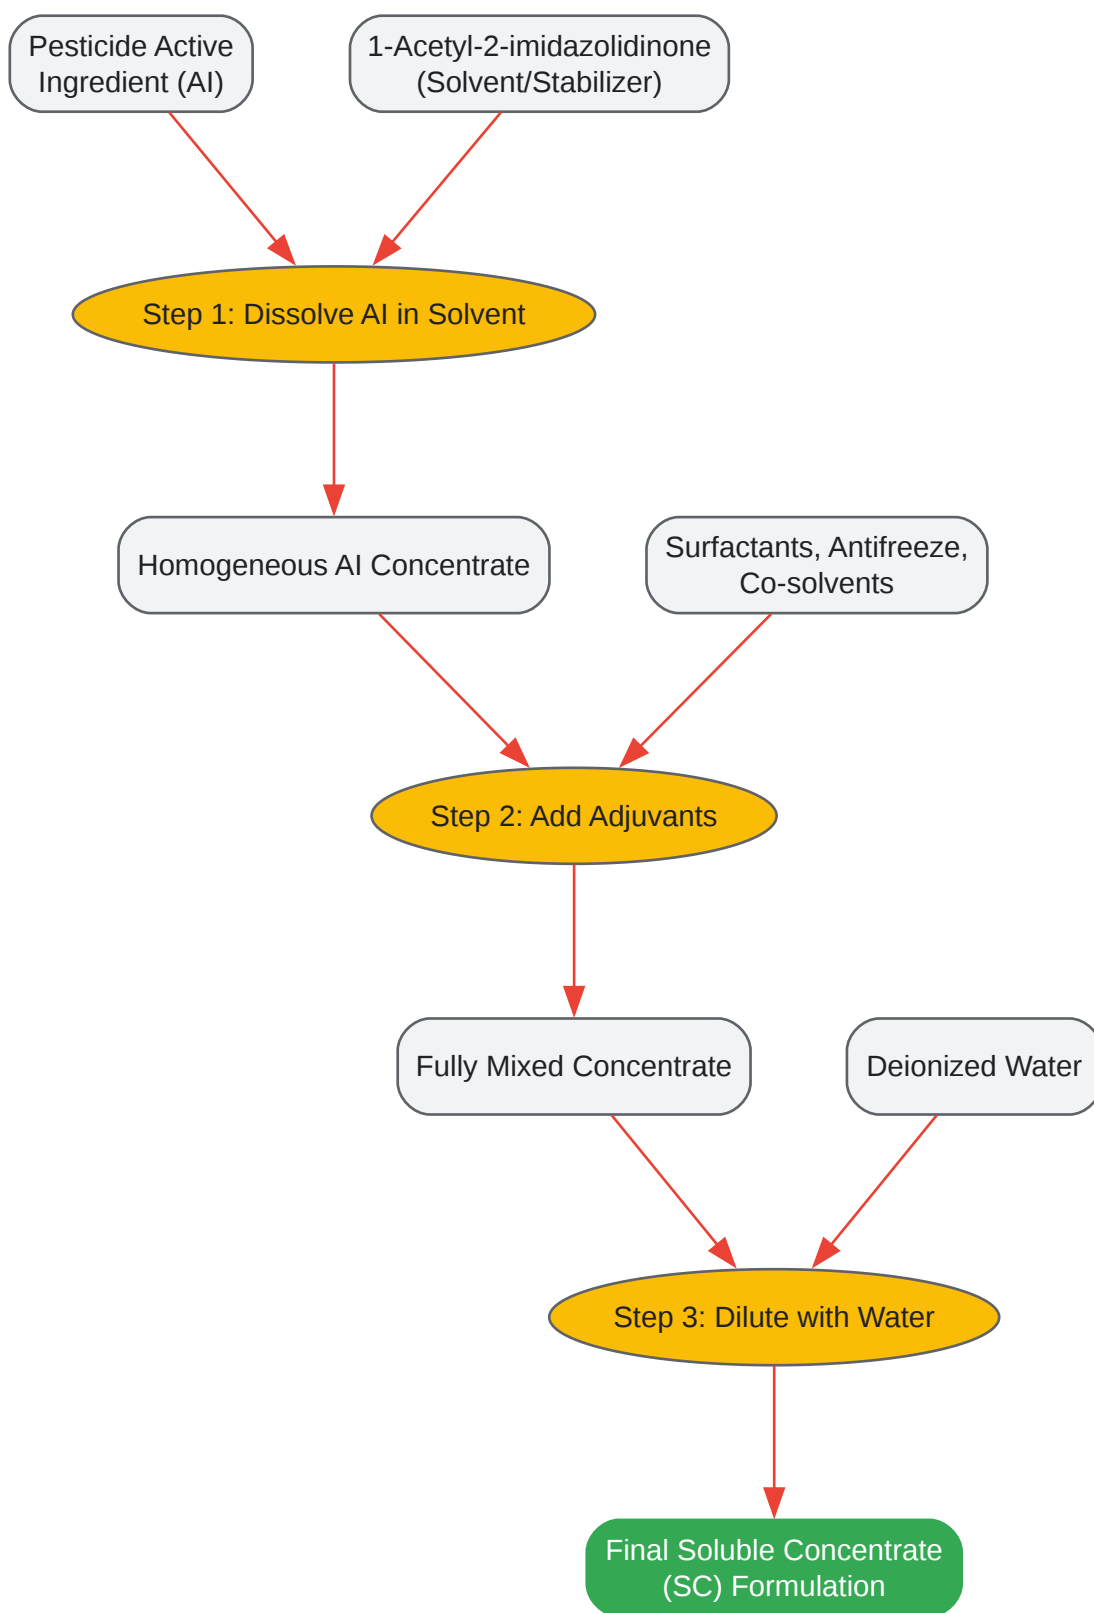 Pesticide Active
Ingredient (AI)
1-Acetyl-2-imidazolidinone
(Solvent/Stabilizer)
Step 1: Dissolve AI in Solvent
Homogeneous AI Concentrate
Surfactants, Antifreeze,
Co-solvents
Step 2: Add Adjuvants
Fully Mixed Concentrate
Deionized Water
Step 3: Dilute with Water
Final Soluble Concentrate
(SC) Formulation